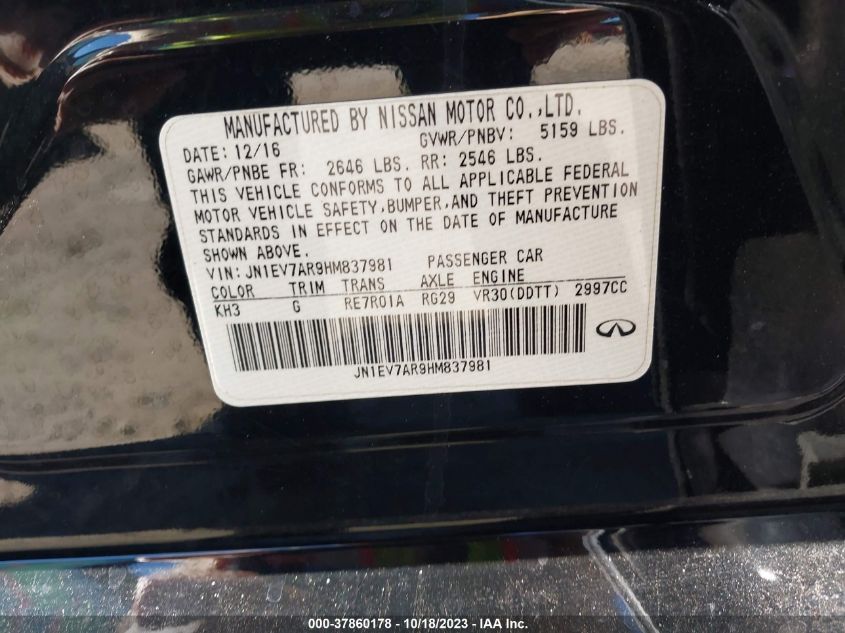 MANUFACTURED BY NISSAN MOTOR CO.,LTD.
DATE: 12/16 GVWR/PNBV: 5159 LBS.
GAWR/PNBE FR: 2646 LBS. RR: 2546 LBS.
THIS VEHICLE CONFORMS TO ALL APPLICABLE FEDERAL
MOTOR VEHICLE SAFETY,BUMPER,AND THEFT PREVENTION
STANDARDS IN EFFECT ON THE DATE OF MANUFACTURE
SHOWN ABOVE.
VIN: JN1EV7AR9HM837981 PASSENGER CAR
COLOR TRIM TRANS AXLE ENGINE
KH3 G RE7R01A RG29 VR30(DDTT) 2997CC
JN1EV7AR9HM837981
000-37860178 - 10/18/2023 - IAA Inc.